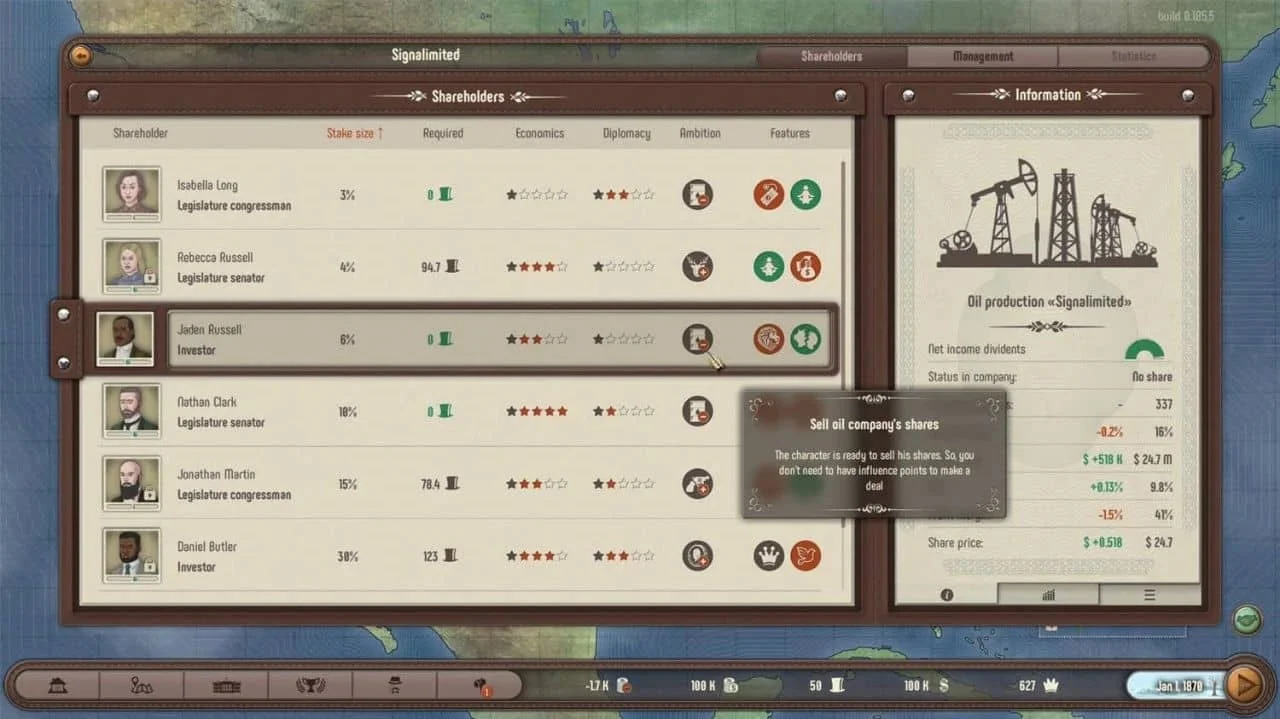 build 0.185.5
Signalimited
Shareholders
Management
Statistics
Shareholders
Information
Shareholder
Stake size ↑
Required
Economics
Diplomacy
Ambition
Features
Isabella Long
Legislature congressman
3%
0
Rebecca Russell
Legislature senator
4%
94.7
Jaden Russell
Investor
6%
0
Nathan Clark
Legislature senator
10%
0
Jonathan Martin
Legislature congressman
15%
78.4
Daniel Butler
Investor
30%
123
Sell oil company's shares
The character is ready to sell his shares. So, you
don't need to have influence points to make a
deal
Oil production «Signalimited»
Net income dividends
Status in company: No share
- 337
-0.2% 16%
$ +518 K $ 24.7 M
+0.13% 9.8%
-1.5% 41%
Share price: $ +0.518 $ 24.7
1
-1.7 K
100 K
50
100 K $
627
Jan 1, 1870